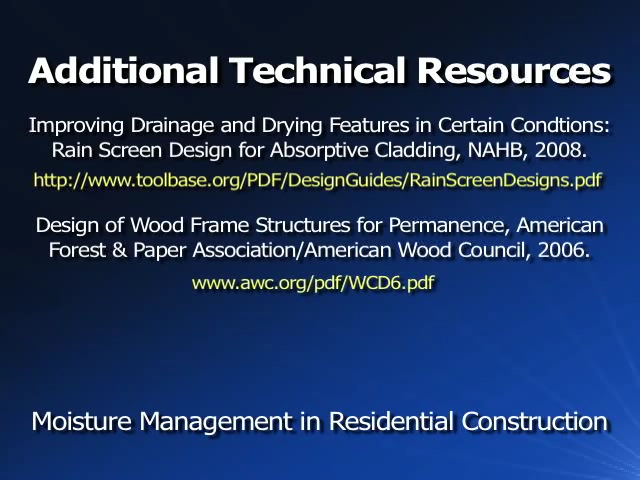 Additional Technical Resources
Improving Drainage and Drying Features in Certain Condtions:
Rain Screen Design for Absorptive Cladding, NAHB, 2008.
http://www.toolbase.org/PDF/DesignGuides/RainScreenDesigns.pdf
Design of Wood Frame Structures for Permanence, American
Forest & Paper Association/American Wood Council, 2006.
www.awc.org/pdf/WCD6.pdf
Moisture Management in Residential Construction